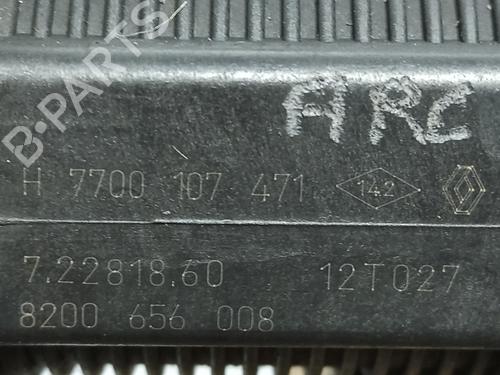 B-PARTS
ARC
H 7700 107 471 142
7.22818.60 12T027
8200 656 008